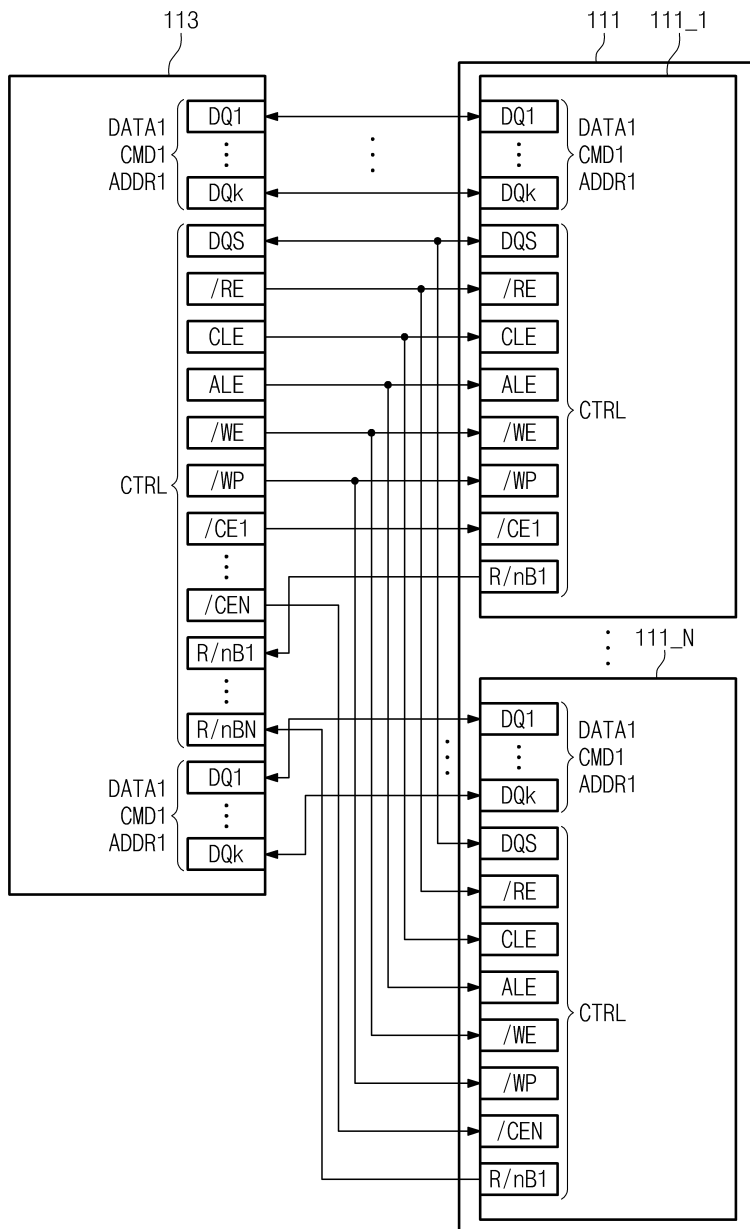 113
111
111_1
DATA1
CMD1
ADDR1
DQ1
DQk
CTRL
DQS
/RE
CLE
ALE
/WE
/WP
/CE1
/CEN
R/nB1
R/nBN
DATA1
CMD1
ADDR1
DQ1
DQk
DQ1
DQk
DATA1
CMD1
ADDR1
DQS
/RE
CLE
ALE
/WE
/WP
/CE1
R/nB1
CTRL
111_N
DQ1
DQk
DATA1
CMD1
ADDR1
DQS
/RE
CLE
ALE
/WE
/WP
/CEN
R/nB1
CTRL